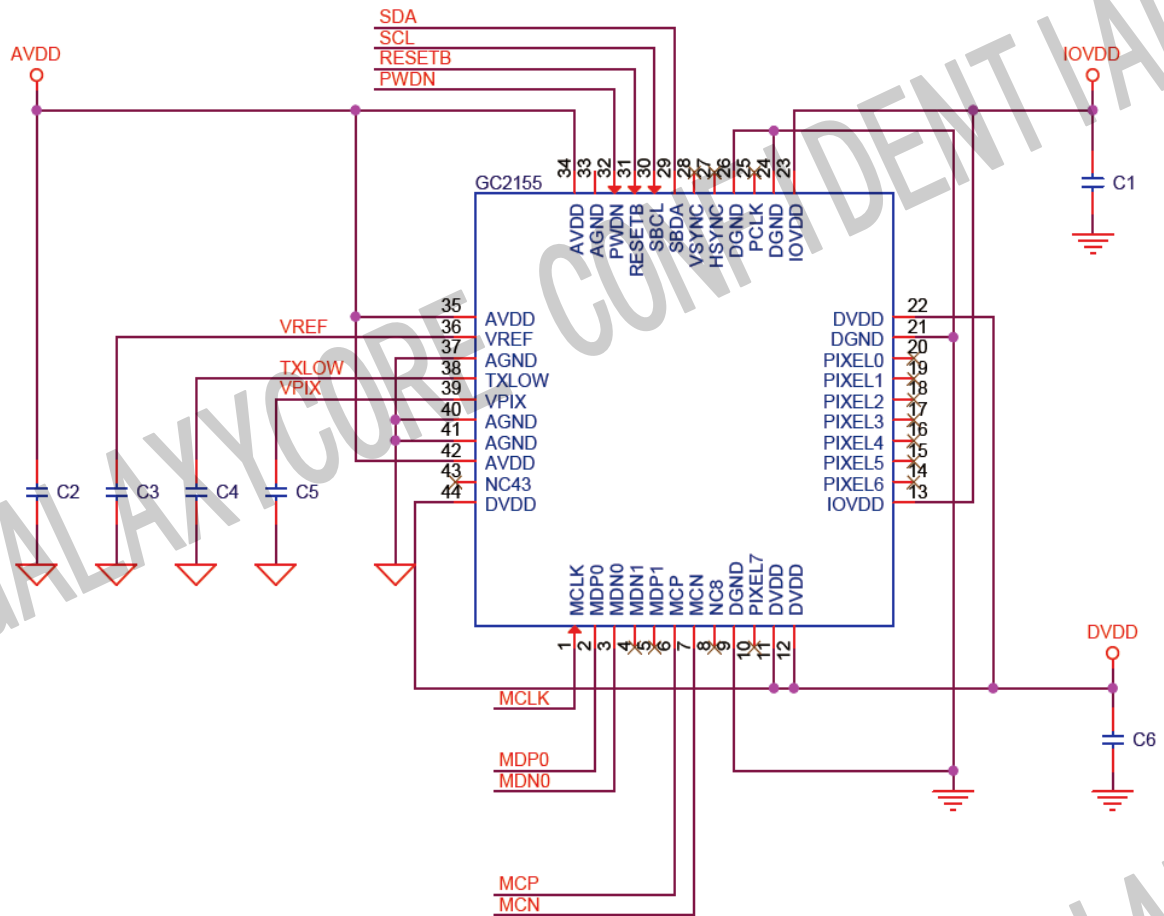 SDA
SCL
RESETB
PWDN
AVDD
IOVDD
C1
GC2155
34 33 32 31 30 29 28 27 26 25 24 23
AVDD AGND PWDN RESETB SBCL SBDA VSYNC HSYNC DGND PCLK DGND IOVDD
35 AVDD
VREF 36 VREF
37 AGND
TXLOW 38 TXLOW
VPIX 39 VPIX
40 AGND
41 AGND
42 AVDD
43 NC43
44 DVDD
DVDD 22
DGND 21
PIXEL0 20
PIXEL1 19
PIXEL2 18
PIXEL3 17
PIXEL4 16
PIXEL5 15
PIXEL6 14
IOVDD 13
C2 C3 C4 C5
MCLK MDP0 MDN0 MDN1 MDP1 MCP MCN NC8 DGND PIXEL7 DVDD DVDD
1 2 3 4 5 6 7 8 9 10 11 12
DVDD
C6
MCLK
MDP0
MDN0
MCP
MCN
GALAXYCORE CONFIDENTIAL